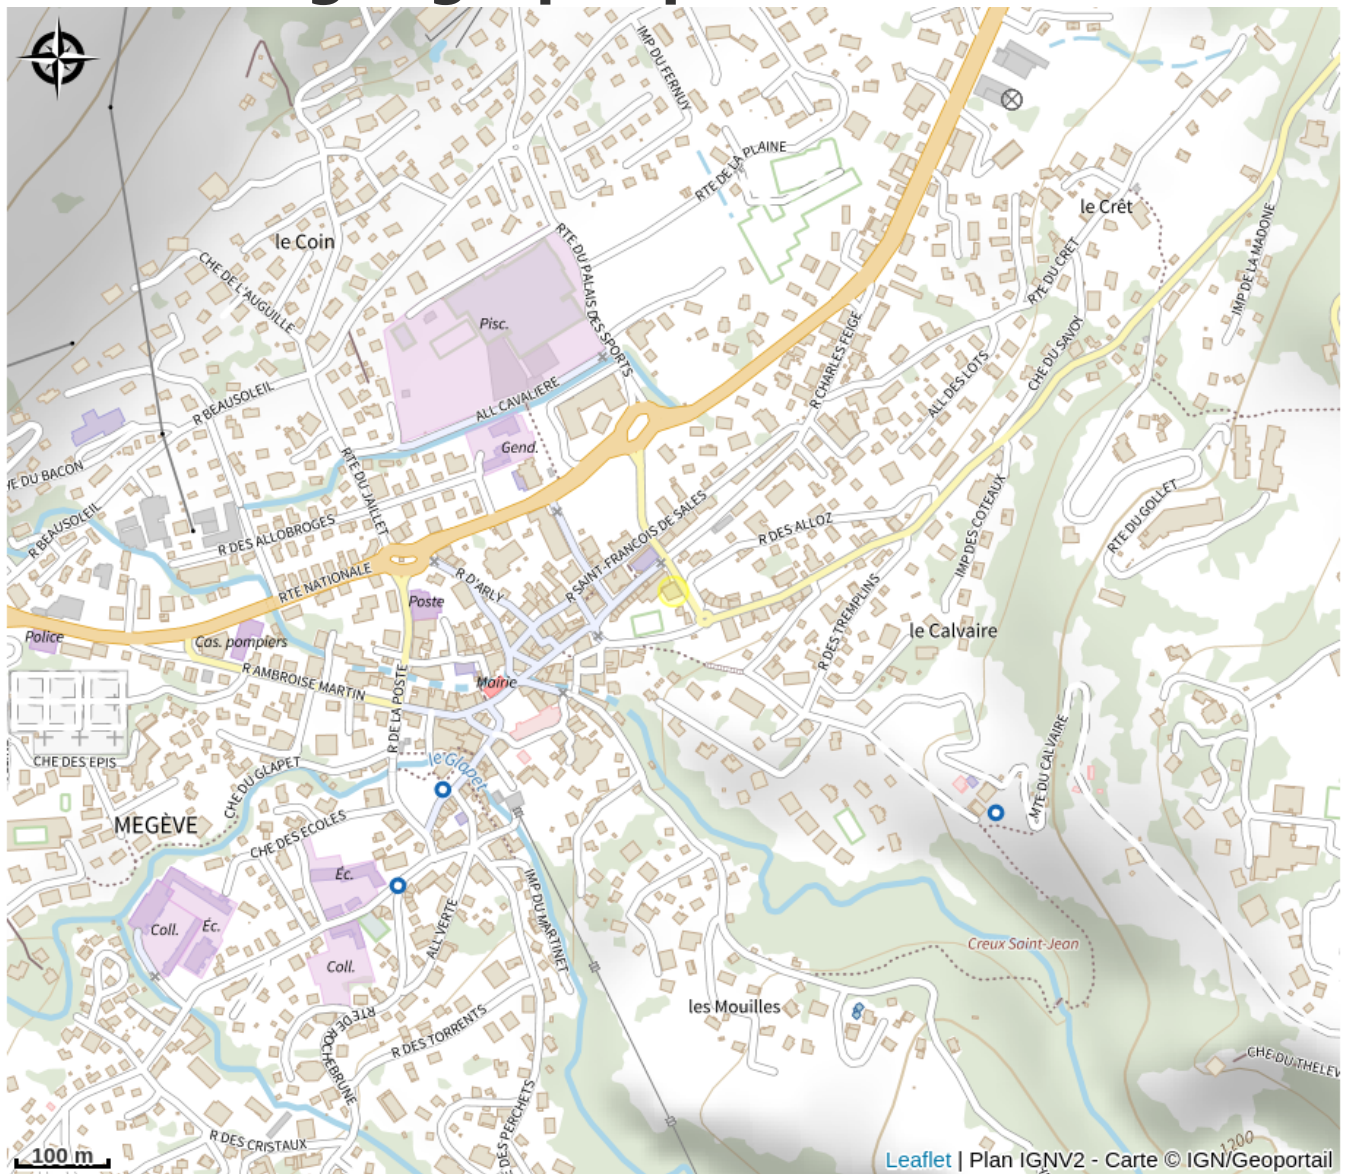 IMP DU FERNUY
RTE DE LA PLAINE
le Crêt
le Coin
RTE DU PALAIS DES SPORTS
CHE DE L'AUGUILLE
RTE DU CRET
IMP DE LA MADONE
Pisc.
R CHARLES FEIGE
CHE DU SAVOY
ALL DES LOTS
R BEAUSOLEIL
ALL CAVALIERE
Gend.
RTE DU JAILLET
VE DU BACON
R BEAUSOLEIL
R DES ALLOBROGES
R SAINT-FRANCOIS DE SALES
R DES ALLOZ
IMP DES COTEAUX
RTE DU GOLLET
RTE NATIONALE
R D'ARLY
Poste
Police
Cas. pompiers
R DES TREMPLINS
le Calvaire
R AMBROISE MARTIN
Mairie
R DE LA POSTE
CHE DES EPIS
CHE DU GLAPET
le Glapet
MTE DU CALVAIRE
MEGÈVE
CHE DES ECOLES
Éc.
IMP DU MARTINET
Coll.
Éc.
ALL VERTE
Coll.
Creux Saint-Jean
les Mouilles
RTE DE ROCHEBRUNE
R DES TORRENTS
CHE DU THELEV
DES PERCHETS
R DES CRISTAUX
1200
100 m
Leaflet | Plan IGNV2 - Carte © IGN/Geoportail